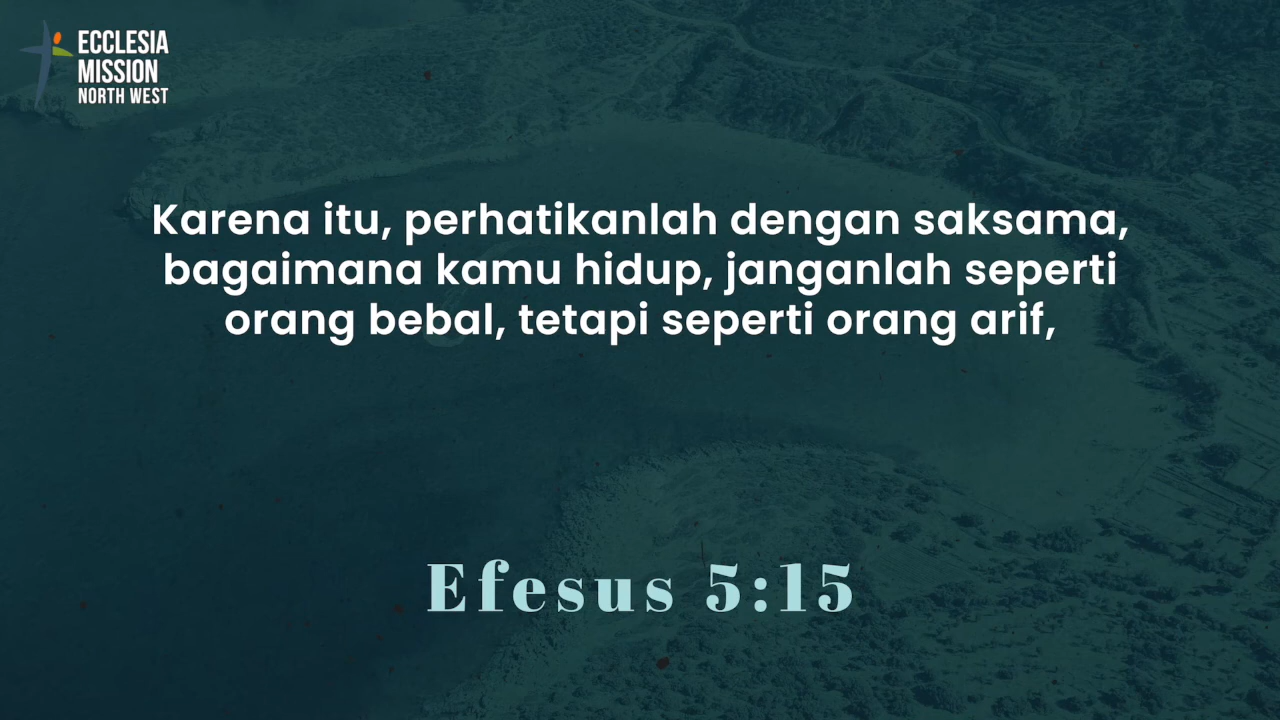 ECCLESIA
MISSION
NORTH WEST
Karena itu, perhatikanlah dengan saksama,
bagaimana kamu hidup, janganlah seperti
orang bebal, tetapi seperti orang arif,
Efesus 5:15